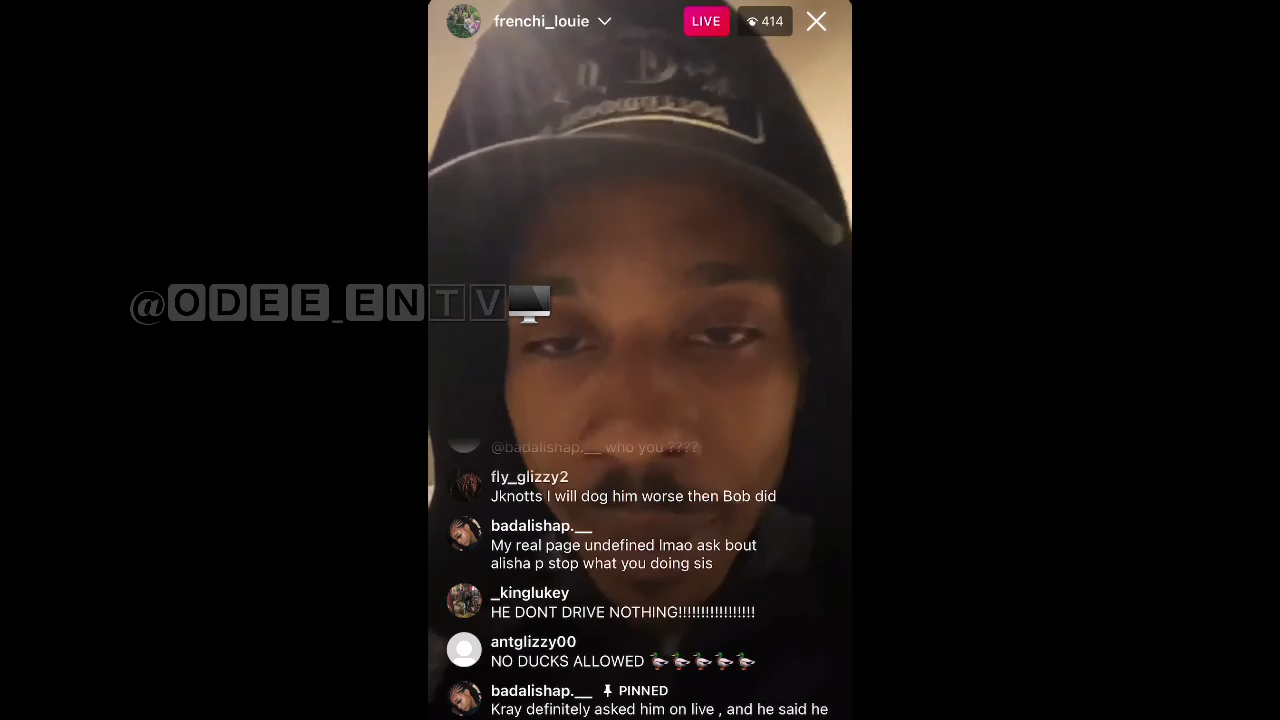 frenchi_louie
LIVE
414
@ODEE_ENTV
@badalishap.__ who you ????
fly_glizzy2
Jknotts I will dog him worse then Bob did
badalishap.__
My real page undefined lmao ask bout
alisha p stop what you doing sis
_kinglukey
HE DONT DRIVE NOTHING!!!!!!!!!!!!!!!!!
antglizzy00
NO DUCKS ALLOWED 🦆🦆🦆🦆🦆
badalishap.__ PINNED
Kray definitely asked him on live , and he said he